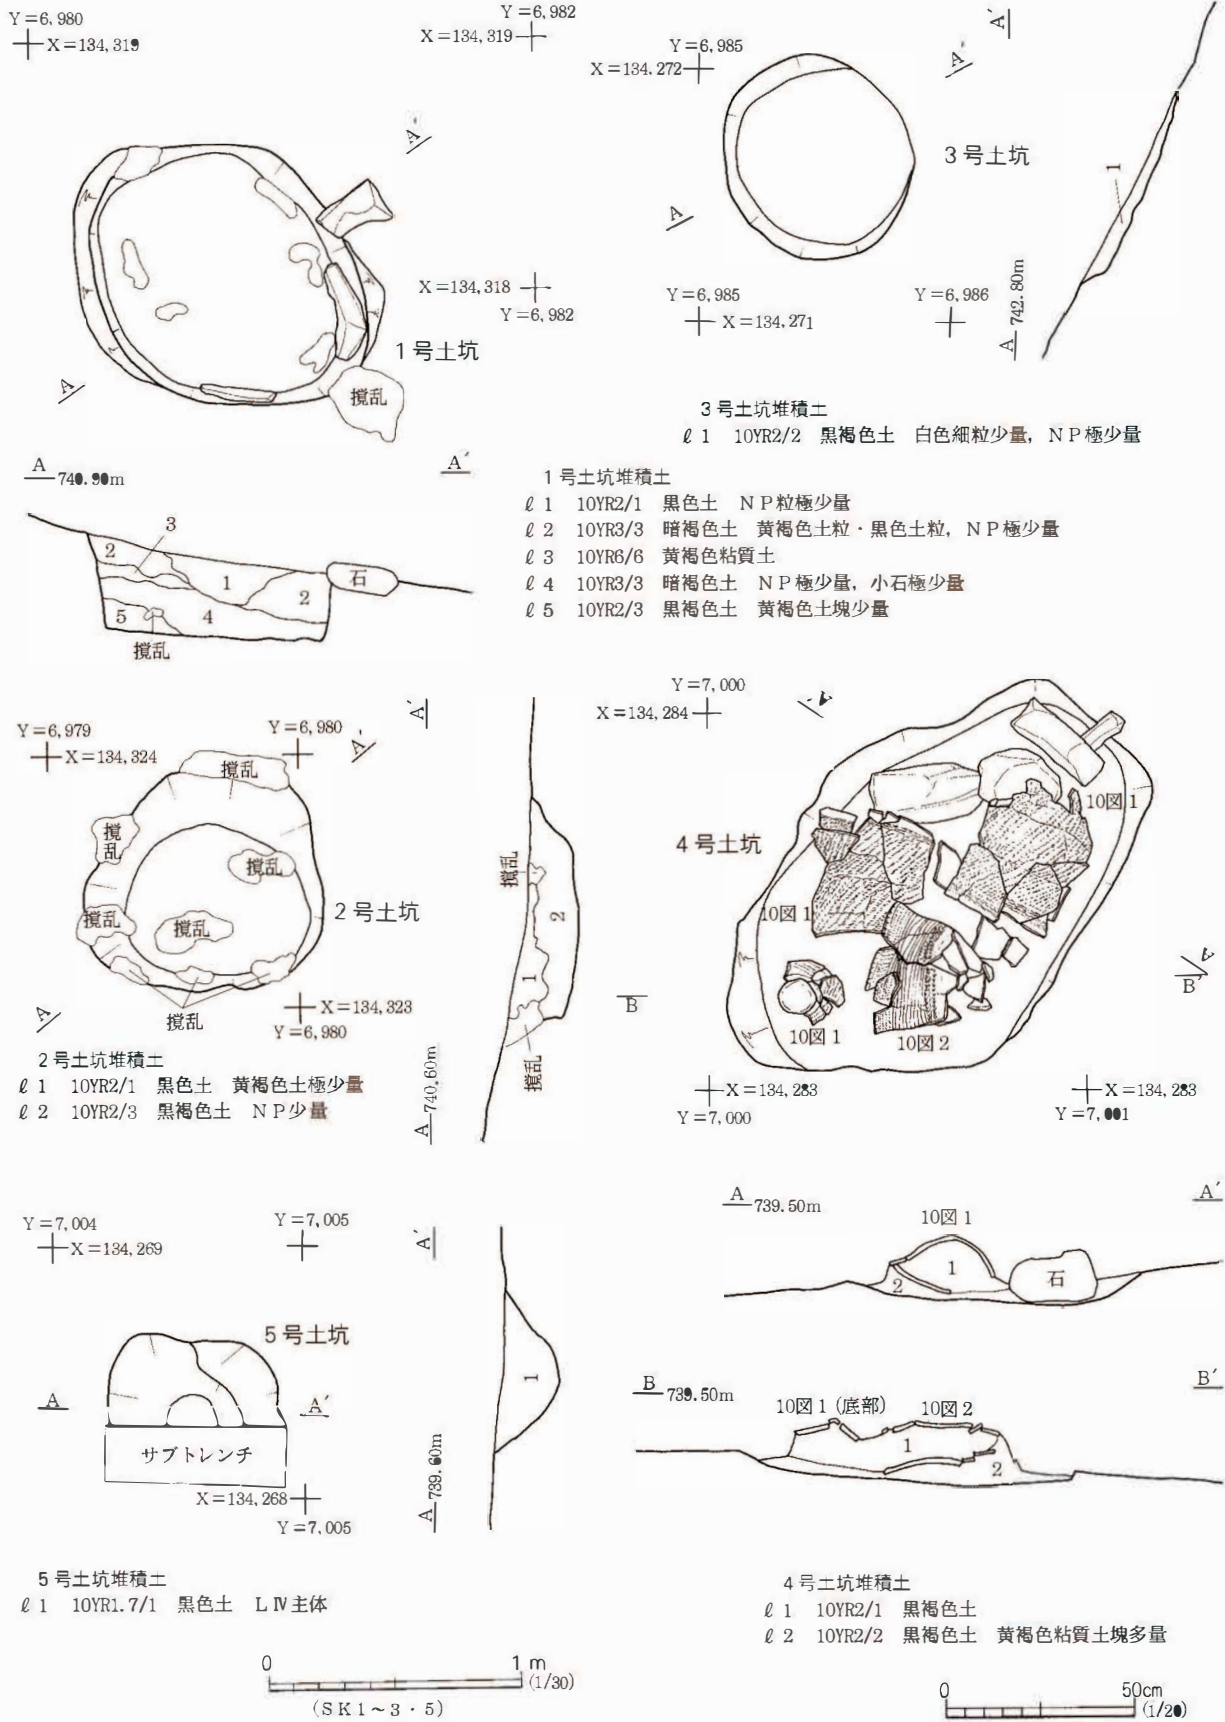 Y=6,980
X=134,319
Y=6,982
X=134,319
A′
X=134,318
Y=6,982
1号土坑
A
撹乱
Y=6,985
X=134.272
A′
3号土坑
A
Y=6,985
X=134,271
Y=6,986
A′
1
A 742.80m
3号土坑堆積土
ℓ1 10YR2/2 黒褐色土 白色細粒少量，NP極少量
A 740.90m
A′
3
2
1
2
石
5
4
撹乱
1号土坑堆積土
ℓ1 10YR2/1 黒色土 NP粒極少量
ℓ2 10YR3/3 暗褐色土 黄褐色土粒・黒色土粒，NP極少量
ℓ3 10YR6/6 黄褐色粘質土
ℓ4 10YR3/3 暗褐色土 NP極少量，小石極少量
ℓ5 10YR2/3 黒褐色土 黄褐色土塊少量
Y=6,979
X=134,324
Y=6,980
A′
撹乱
撹乱
撹乱
撹乱
撹乱
2号土坑
A
撹乱
X=134,323
Y=6,980
2号土坑堆積土
ℓ1 10YR2/1 黒色土 黄褐色土極少量
ℓ2 10YR2/3 黒褐色土 NP少量
A′
撹乱
2
1
撹乱
A 740.60m
Y=7,000
X=134,284
A′
4号土坑
10図1
10図1
10図1
10図2
B
A
B′
X=134,283
Y=7,000
X=134,283
Y=7,001
A 739.50m
A′
10図1
1
2
石
B 739.50m
B′
10図1(底部)
10図2
1
2
Y=7,004
X=134,269
Y=7,005
5号土坑
A
A′
サブトレンチ
X=134,268
Y=7,005
A′
1
A 739.60m
5号土坑堆積土
ℓ1 10YR1.7/1 黒色土 LⅣ主体
4号土坑堆積土
ℓ1 10YR2/1 黒褐色土
ℓ2 10YR2/2 黒褐色土 黄褐色粘質土塊多量
0 1m
(1/30)
(SK1～3・5)
0 50cm
(1/20)